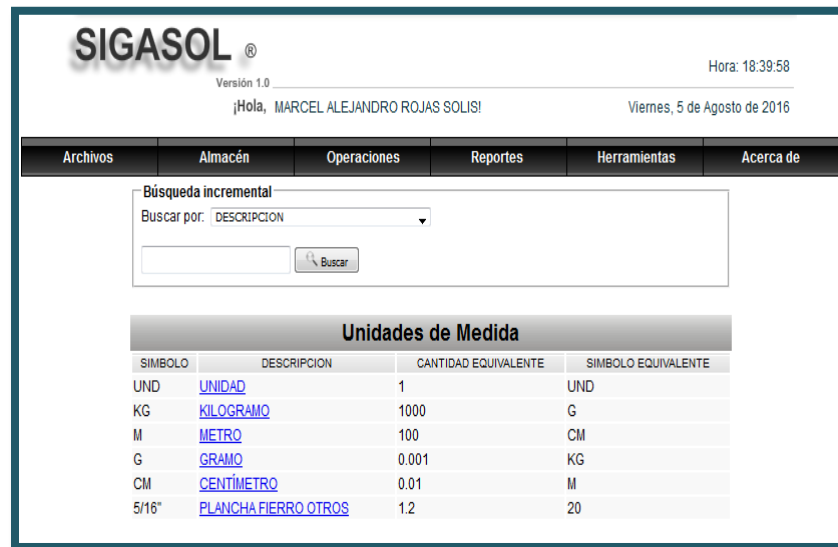 SIGASOL ®
Hora: 18:39:58
Versión 1.0
¡Hola, MARCEL ALEJANDRO ROJAS SOLIS! Viernes, 5 de Agosto de 2016
Archivos Almacén Operaciones Reportes Herramientas Acerca de
Búsqueda incremental
Buscar por: DESCRIPCION
Buscar
Unidades de Medida
SIMBOLO DESCRIPCION CANTIDAD EQUIVALENTE SIMBOLO EQUIVALENTE
UND UNIDAD 1 UND
KG KILOGRAMO 1000 G
M METRO 100 CM
G GRAMO 0.001 KG
CM CENTÍMETRO 0.01 M
5/16" PLANCHA FIERRO OTROS 1.2 20